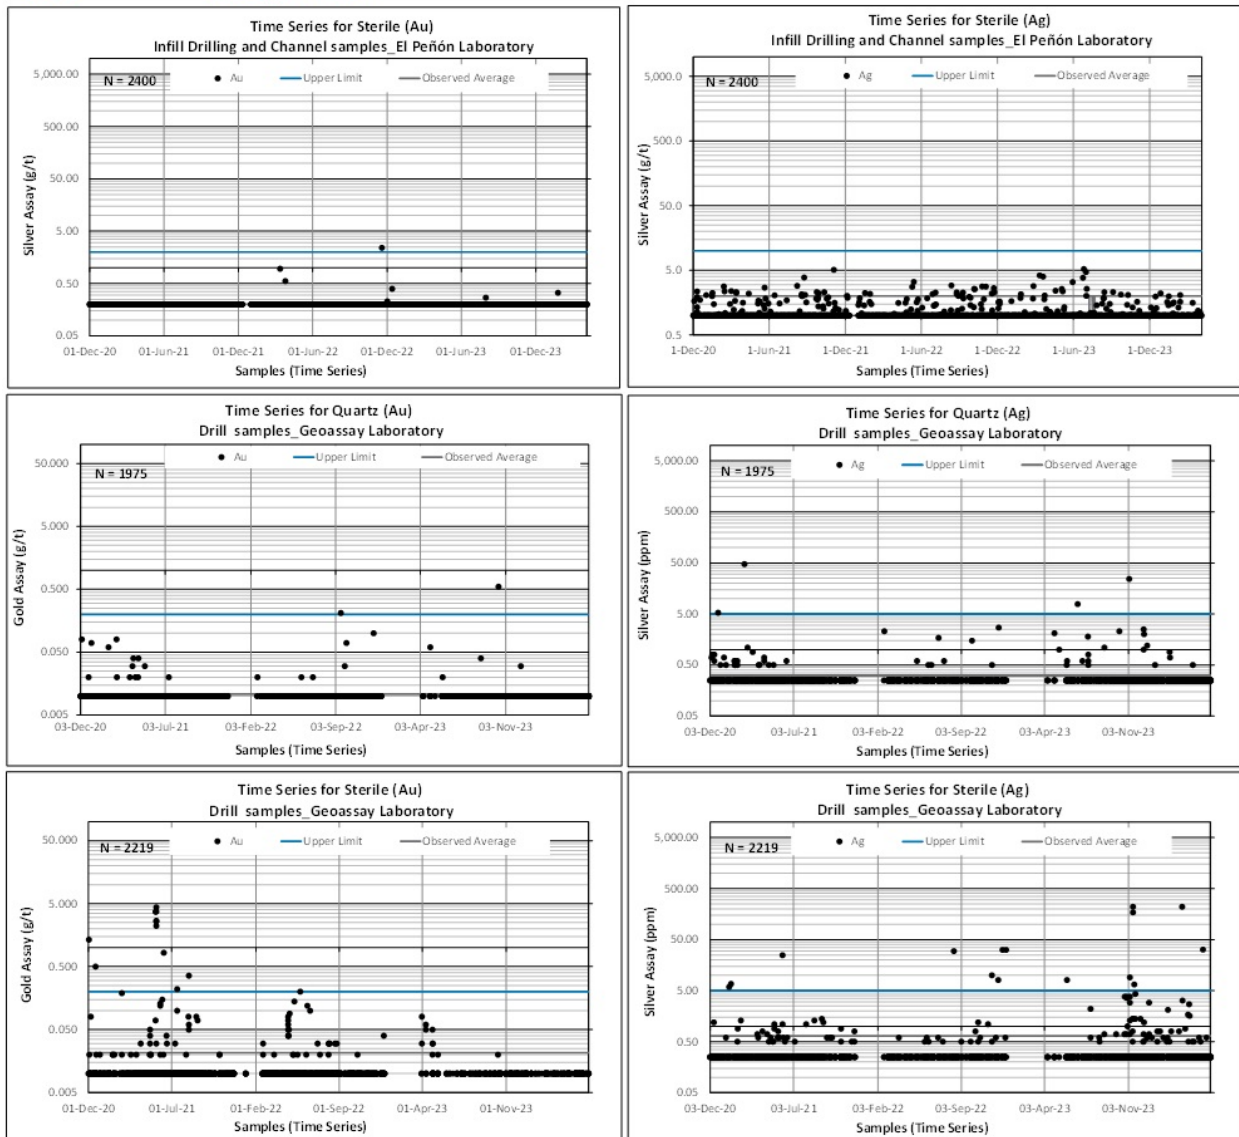 Time Series for Sterile (Au)
Infill Drilling and Channel samples_El Peñón Laboratory
N = 2400
Au
Upper Limit
Observed Average
5,000.00
500.00
50.00
5.00
0.50
0.05
Silver Assay (g/t)
01-Dec-20
01-Jun-21
01-Dec-21
01-Jun-22
01-Dec-22
01-Jun-23
01-Dec-23
Samples (Time Series)
Time Series for Sterile (Ag)
Infill Drilling and Channel samples_El Peñón Laboratory
N = 2400
Ag
Upper Limit
Observed Average
5,000.0
500.0
50.0
5.0
0.5
Silver Assay (g/t)
1-Dec-20
1-Jun-21
1-Dec-21
1-Jun-22
1-Dec-22
1-Jun-23
1-Dec-23
Samples (Time Series)
Time Series for Quartz (Au)
Drill samples_Geoassay Laboratory
N = 1975
Au
Upper Limit
Observed Average
50.000
5.000
0.500
0.050
0.005
Gold Assay (g/t)
03-Dec-20
03-Jul-21
03-Feb-22
03-Sep-22
03-Apr-23
03-Nov-23
Samples (Time Series)
Time Series for Quartz (Ag)
Drill samples_Geoassay Laboratory
N = 1975
Ag
Upper Limit
Observed Average
5,000.00
500.00
50.00
5.00
0.50
0.05
Silver Assay (ppm)
03-Dec-20
03-Jul-21
03-Feb-22
03-Sep-22
03-Apr-23
03-Nov-23
Samples (Time Series)
Time Series for Sterile (Au)
Drill samples_Geoassay Laboratory
N = 2219
Au
Upper Limit
Observed Average
50.000
5.000
0.500
0.050
0.005
Gold Assay (g/t)
01-Dec-20
01-Jul-21
01-Feb-22
01-Sep-22
01-Apr-23
01-Nov-23
Samples (Time Series)
Time Series for Sterile (Ag)
Drill samples_Geoassay Laboratory
N = 2219
Ag
Upper Limit
Observed Average
5,000.00
500.00
50.00
5.00
0.50
0.05
Silver Assay (ppm)
03-Dec-20
03-Jul-21
03-Feb-22
03-Sep-22
03-Apr-23
03-Nov-23
Samples (Time Series)